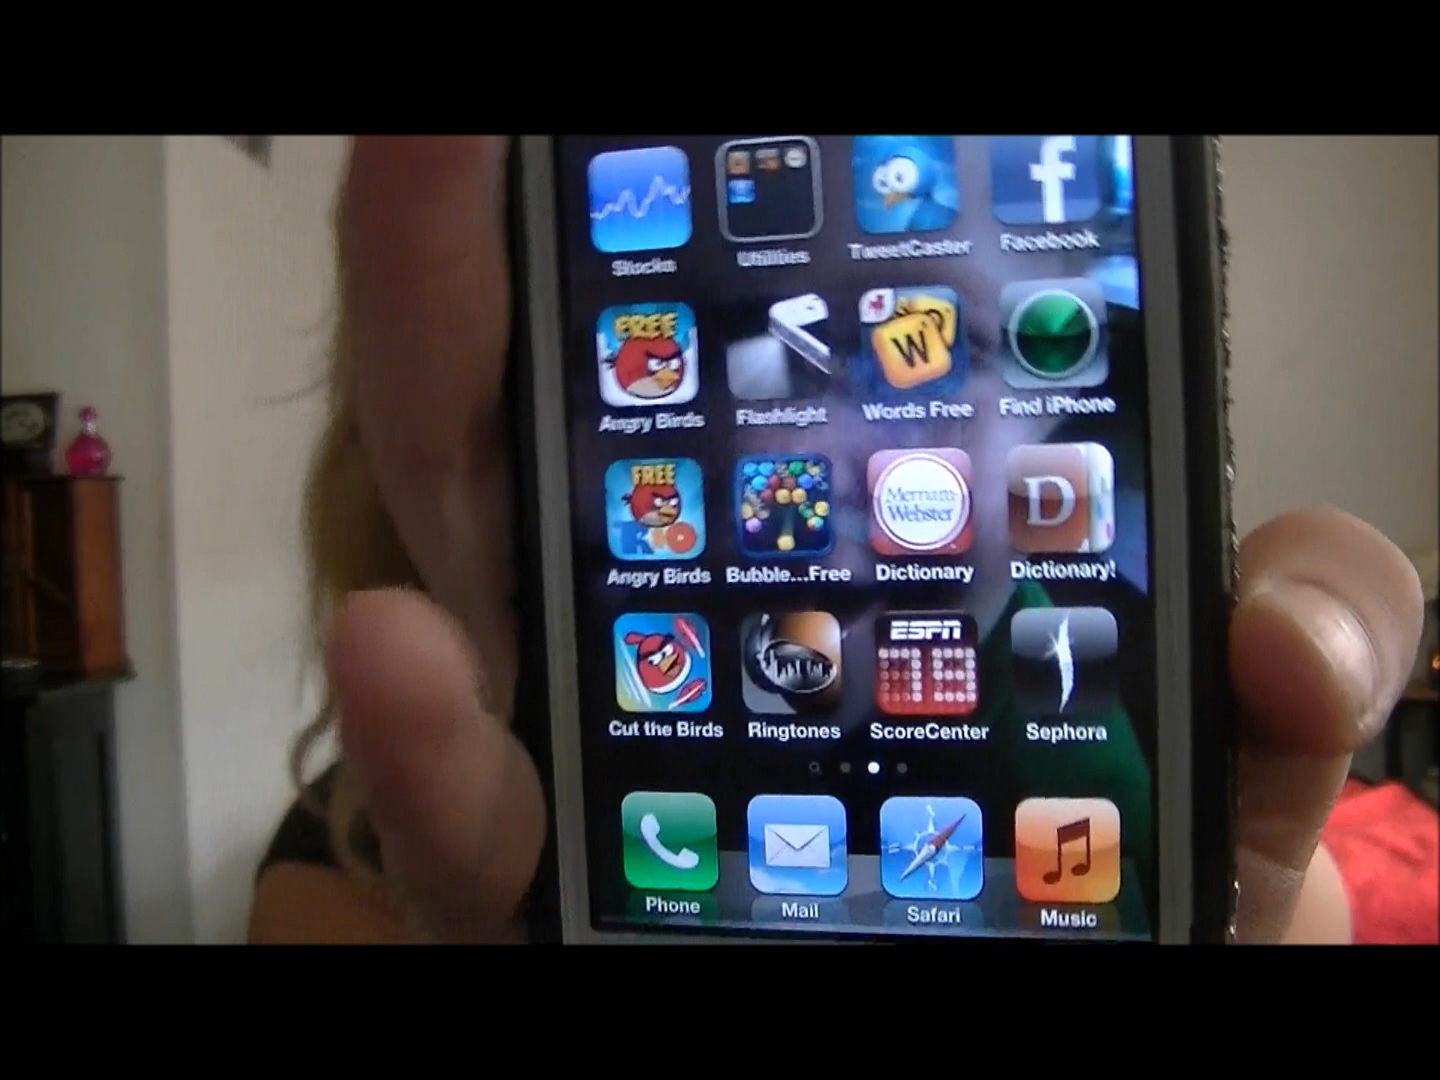 Stocks Utilities TweetCaster Facebook
FREE
W
Angry Birds Flashlight Words Free Find iPhone
FREE
RIO
Merriam-
Webster
D
Angry Birds Bubble...Free Dictionary Dictionary!
ESPN
79
Cut the Birds Ringtones ScoreCenter Sephora
Phone Mail Safari Music